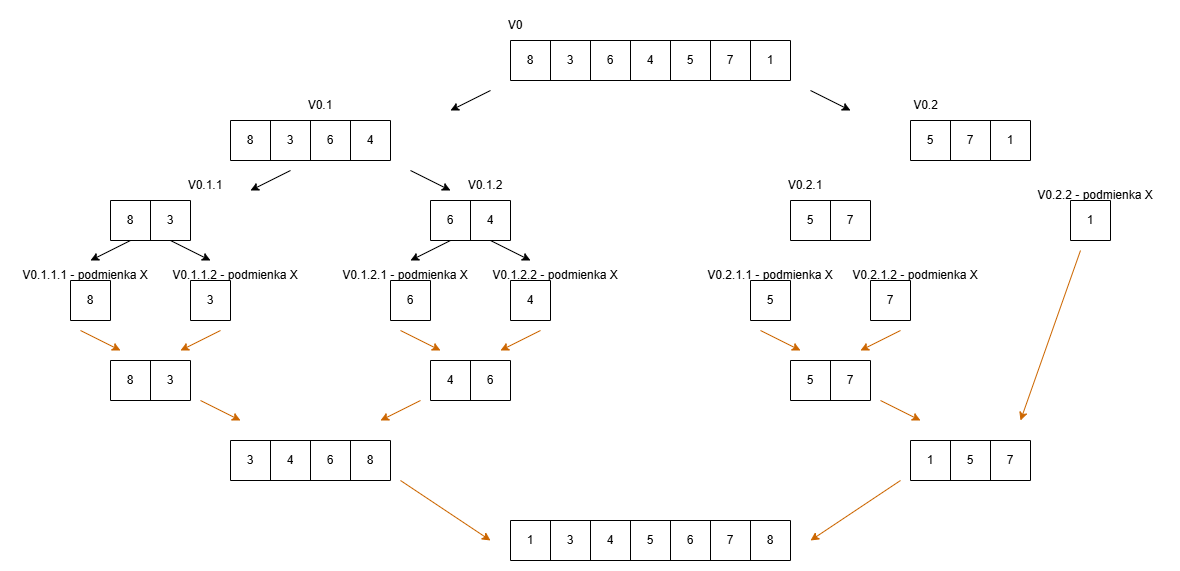 V0
8 3 6 4 5 7 1
V0.1 V0.2
8 3 6 4 5 7 1
V0.1.1 V0.1.2 V0.2.1 V0.2.2 - podmienka X
8 3 6 4 5 7 1
V0.1.1.1 - podmienka X V0.1.1.2 - podmienka X V0.1.2.1 - podmienka X V0.1.2.2 - podmienka X V0.2.1.1 - podmienka X V0.2.1.2 - podmienka X
8 3 6 4 5 7
8 3 4 6 5 7
3 4 6 8 1 5 7
1 3 4 5 6 7 8